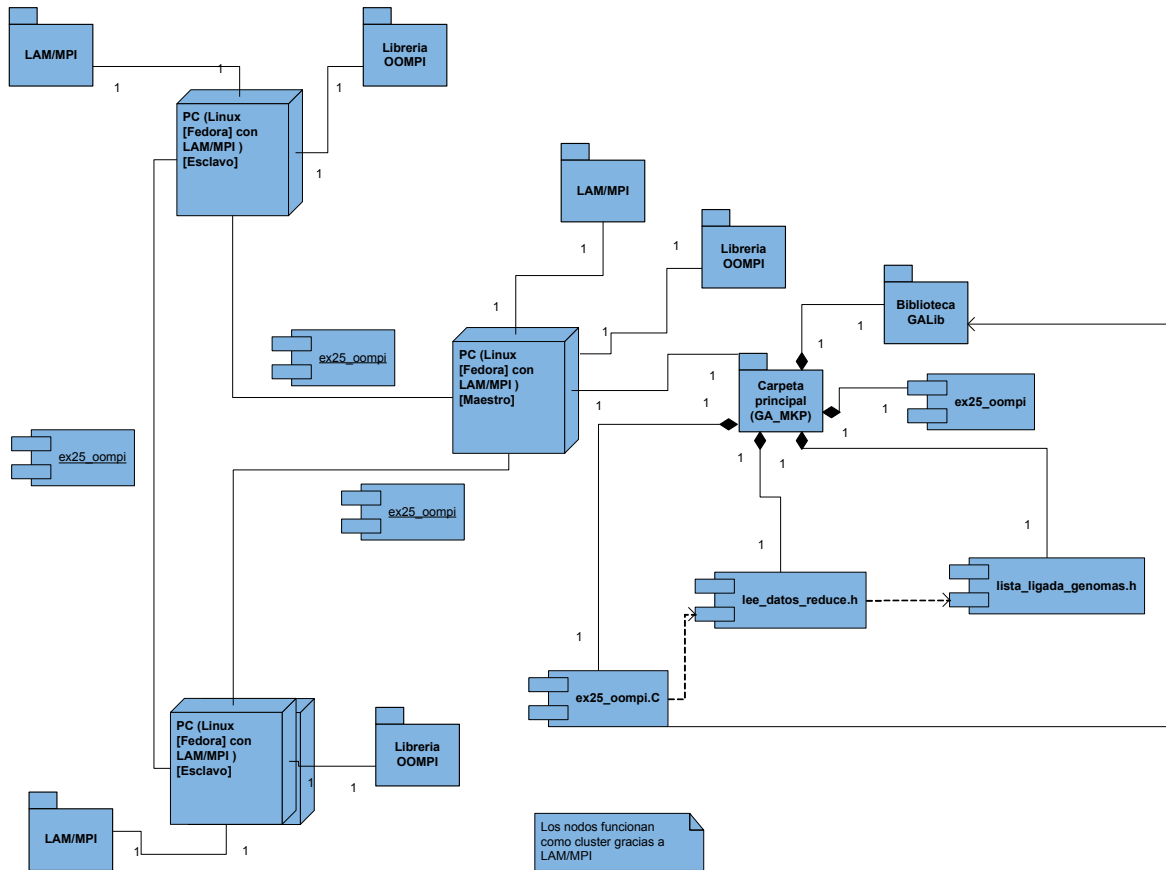 LAM/MPI
Libreria
OOMPI
1
1
1
1
PC (Linux
[Fedora] con
LAM/MPI )
[Esclavo]
LAM/MPI
1
1
Libreria
OOMPI
1
1
Biblioteca
GALib
1
1
ex25_oompi
PC (Linux
[Fedora] con
LAM/MPI )
[Maestro]
1
1
1
Carpeta
principal
(GA_MKP)
ex25_oompi
1
1
1
1
ex25_oompi
ex25_oompi
1
1
lee_datos_reduce.h
lista_ligada_genomas.h
1
ex25_oompi.C
PC (Linux
[Fedora] con
LAM/MPI )
[Esclavo]
Libreria
OOMPI
1
1
LAM/MPI
1
1
Los nodos funcionan
como cluster gracias a
LAM/MPI